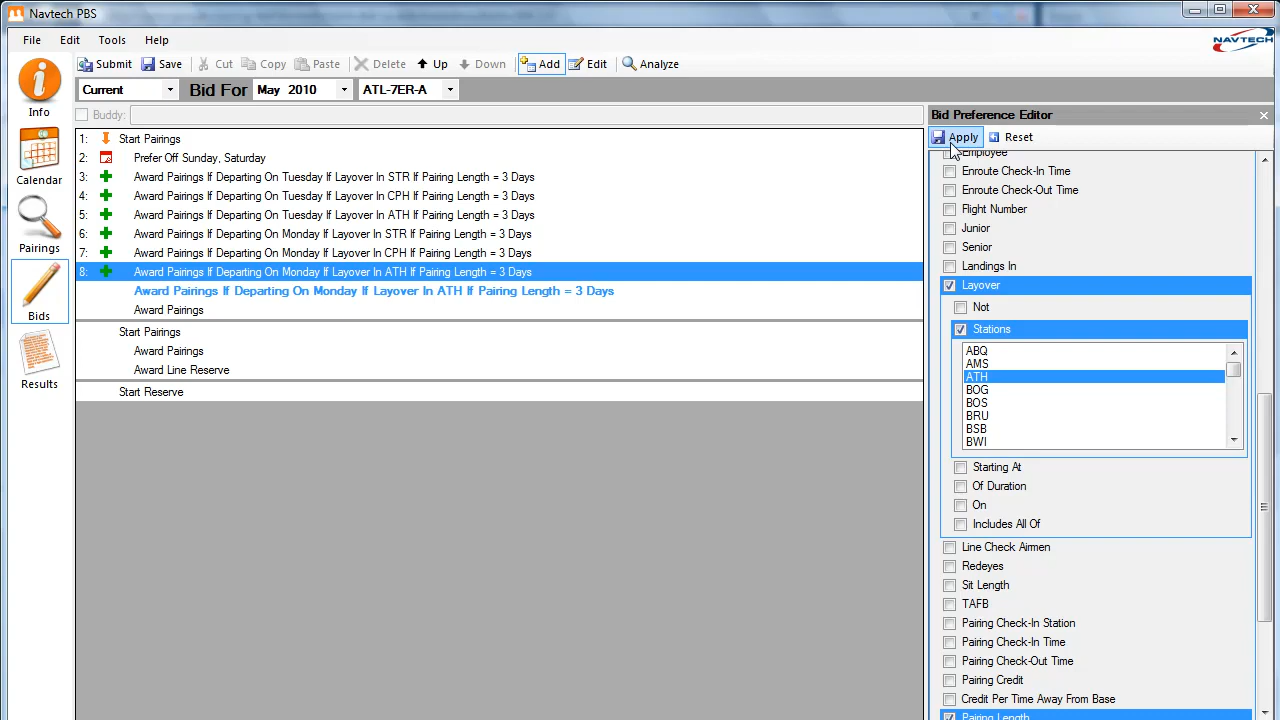 Navtech PBS
File Edit Tools Help
NAVTECH
Submit Save Cut Copy Paste Delete Up Down Add Edit Analyze
Current Bid For May 2010 ATL-7ER-A
Info
Calendar
Pairings
Bids
Results
Buddy:
1: Start Pairings
2: Prefer Off Sunday, Saturday
3: Award Pairings If Departing On Tuesday If Layover In STR If Pairing Length = 3 Days
4: Award Pairings If Departing On Tuesday If Layover In CPH If Pairing Length = 3 Days
5: Award Pairings If Departing On Tuesday If Layover In ATH If Pairing Length = 3 Days
6: Award Pairings If Departing On Monday If Layover In STR If Pairing Length = 3 Days
7: Award Pairings If Departing On Monday If Layover In CPH If Pairing Length = 3 Days
8: Award Pairings If Departing On Monday If Layover In ATH If Pairing Length = 3 Days
Award Pairings If Departing On Monday If Layover In ATH If Pairing Length = 3 Days
Award Pairings
Start Pairings
Award Pairings
Award Line Reserve
Start Reserve
Bid Preference Editor
Apply Reset
Employee
Enroute Check-In Time
Enroute Check-Out Time
Flight Number
Junior
Senior
Landings In
Layover
Not
Stations
ABQ
AMS
ATH
BOG
BOS
BRU
BSB
BWI
Starting At
Of Duration
On
Includes All Of
Line Check Airmen
Redeyes
Sit Length
TAFB
Pairing Check-In Station
Pairing Check-In Time
Pairing Check-Out Time
Pairing Credit
Credit Per Time Away From Base
Pairing Length